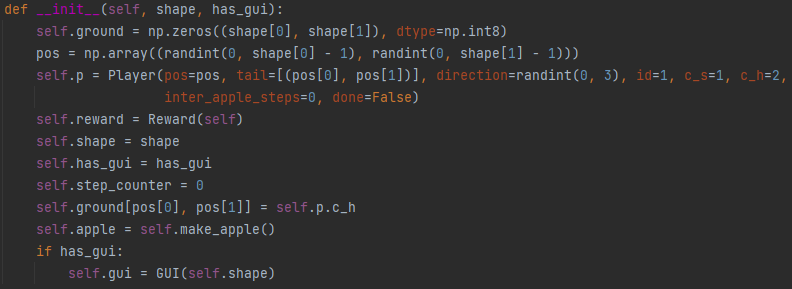 def __init__(self, shape, has_gui):
    self.ground = np.zeros((shape[0], shape[1]), dtype=np.int8)
    pos = np.array((randint(0, shape[0] - 1), randint(0, shape[1] - 1)))
    self.p = Player(pos=pos, tail=[(pos[0], pos[1])], direction=randint(0, 3), id=1, c_s=1, c_h=2,
                    inter_apple_steps=0, done=False)
    self.reward = Reward(self)
    self.shape = shape
    self.has_gui = has_gui
    self.step_counter = 0
    self.ground[pos[0], pos[1]] = self.p.c_h
    self.apple = self.make_apple()
    if has_gui:
        self.gui = GUI(self.shape)